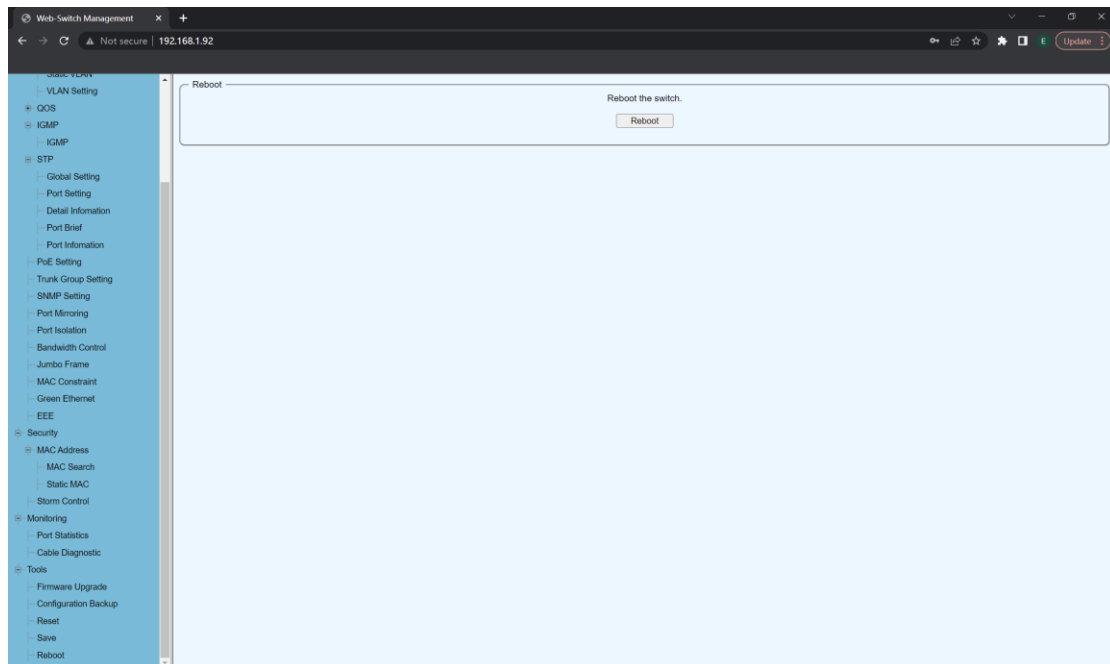 Web-Switch Management
Not secure | 192.168.1.92
E
Update
Static VLAN
VLAN Setting
QOS
IGMP
IGMP
STP
Global Setting
Port Setting
Detail Infomation
Port Brief
Port Infomation
PoE Setting
Trunk Group Setting
SNMP Setting
Port Mirroring
Port Isolation
Bandwidth Control
Jumbo Frame
MAC Constraint
Green Ethernet
EEE
Security
MAC Address
MAC Search
Static MAC
Storm Control
Monitoring
Port Statistics
Cable Diagnostic
Tools
Firmware Upgrade
Configuration Backup
Reset
Save
Reboot
Reboot
Reboot the switch.
Reboot